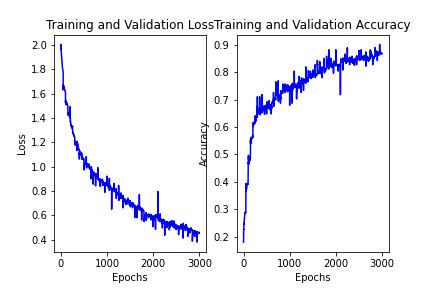 Training and Validation Loss
2.0
1.8
1.6
1.4
1.2
1.0
0.8
0.6
0.4
Loss
0 1000 2000 3000
Epochs
Training and Validation Accuracy
0.9
0.8
0.7
0.6
0.5
0.4
0.3
0.2
Accuracy
0 1000 2000 3000
Epochs